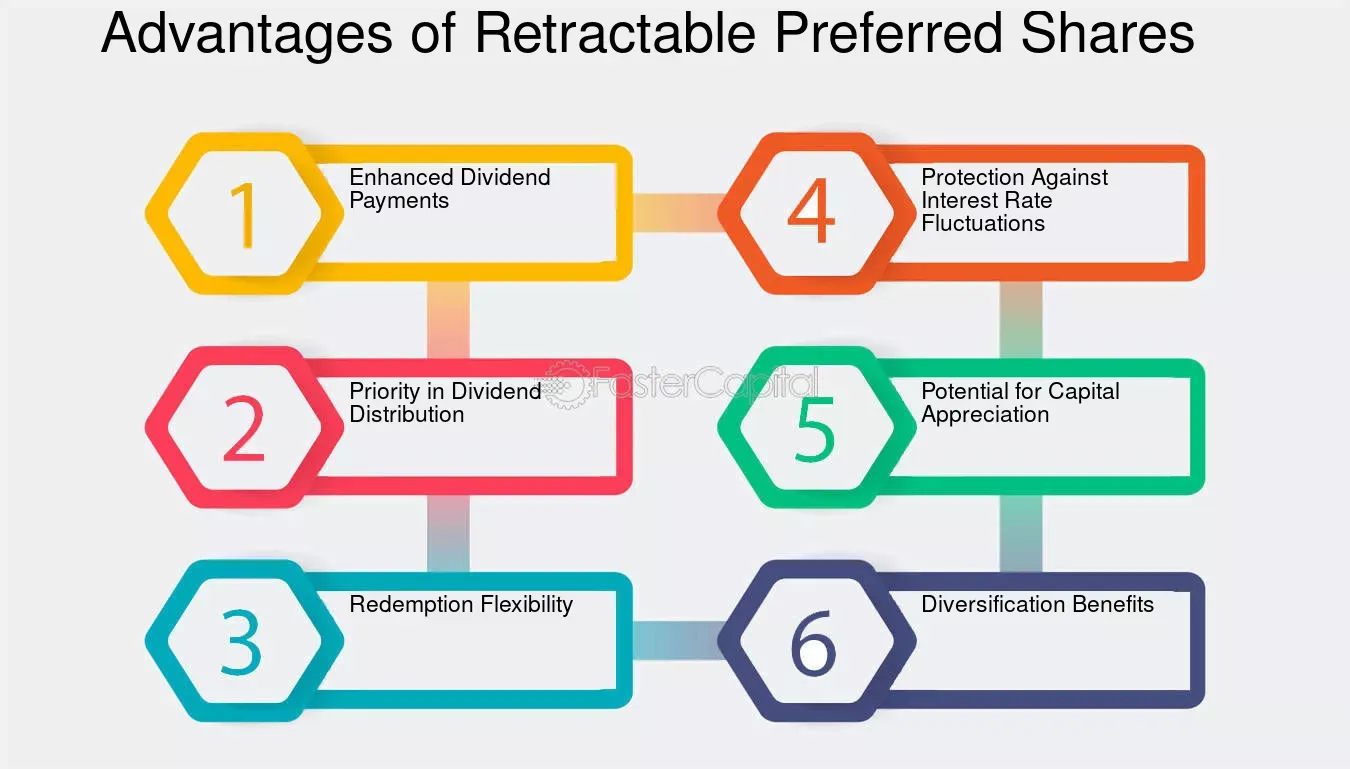 Advantages of Retractable Preferred Shares
1
Enhanced Dividend
Payments
2
Priority in Dividend
Distribution
3
Redemption Flexibility
4
Protection Against
Interest Rate
Fluctuations
5
Potential for Capital
Appreciation
6
Diversification Benefits
FasterCapital